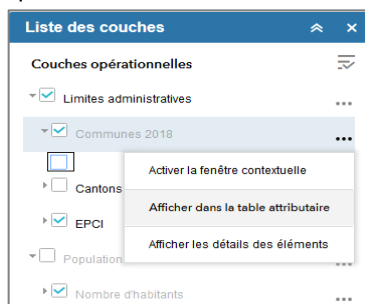 Liste des couches
Couches opérationnelles
Limites administratives
Communes 2018
Activer la fenêtre contextuelle
Cantons
Afficher dans la table attributaire
EPCI
Afficher les détails des éléments
Population
Nombre d'habitants